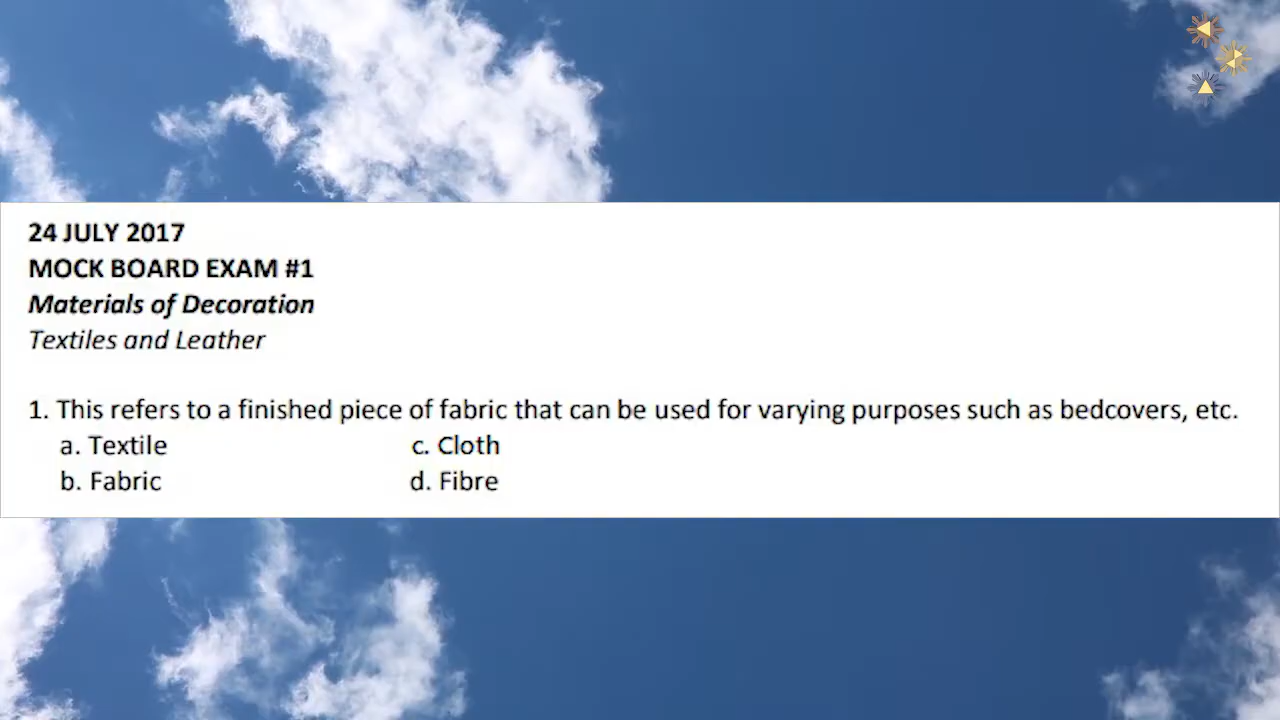 24 JULY 2017
MOCK BOARD EXAM #1
Materials of Decoration
Textiles and Leather
1. This refers to a finished piece of fabric that can be used for varying purposes such as bedcovers, etc.
a. Textile c. Cloth
b. Fabric d. Fibre